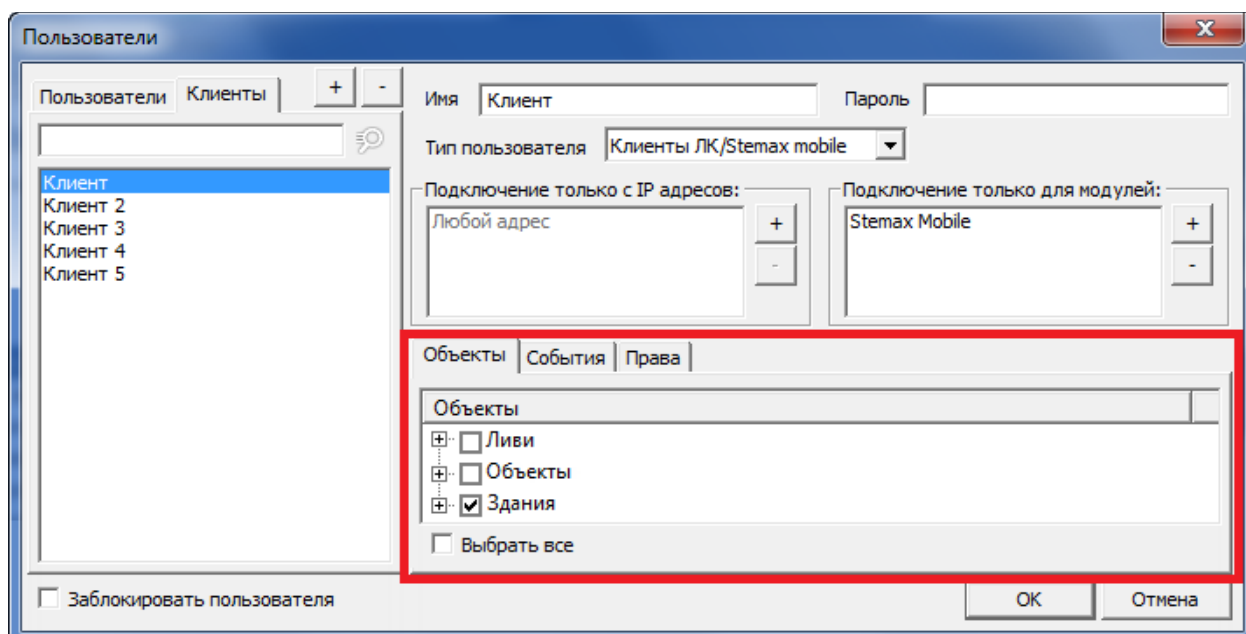 Пользователи
Пользователи Клиенты + -
Клиент
Клиент 2
Клиент 3
Клиент 4
Клиент 5
Заблокировать пользователя
Имя Клиент Пароль
Тип пользователя Клиенты ЛК/Stemax mobile
Подключение только с IP адресов:
Любой адрес
+
-
Подключение только для модулей:
Stemax Mobile
+
-
Объекты События Права
Объекты
Ливи
Объекты
Здания
Выбрать все
OK Отмена